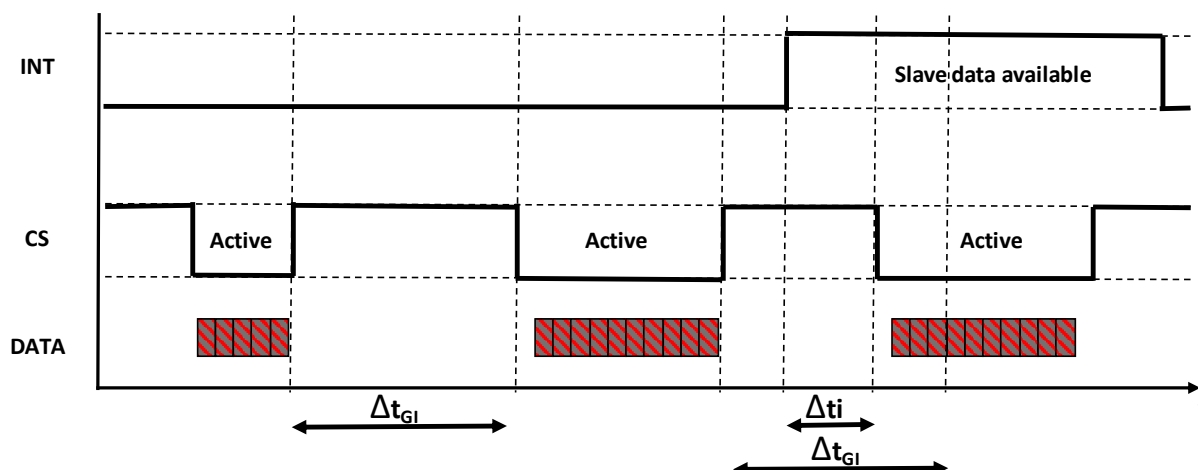 INT
Slave data available
CS
Active
Active
Active
DATA
Δt_GI
Δti
Δt_GI